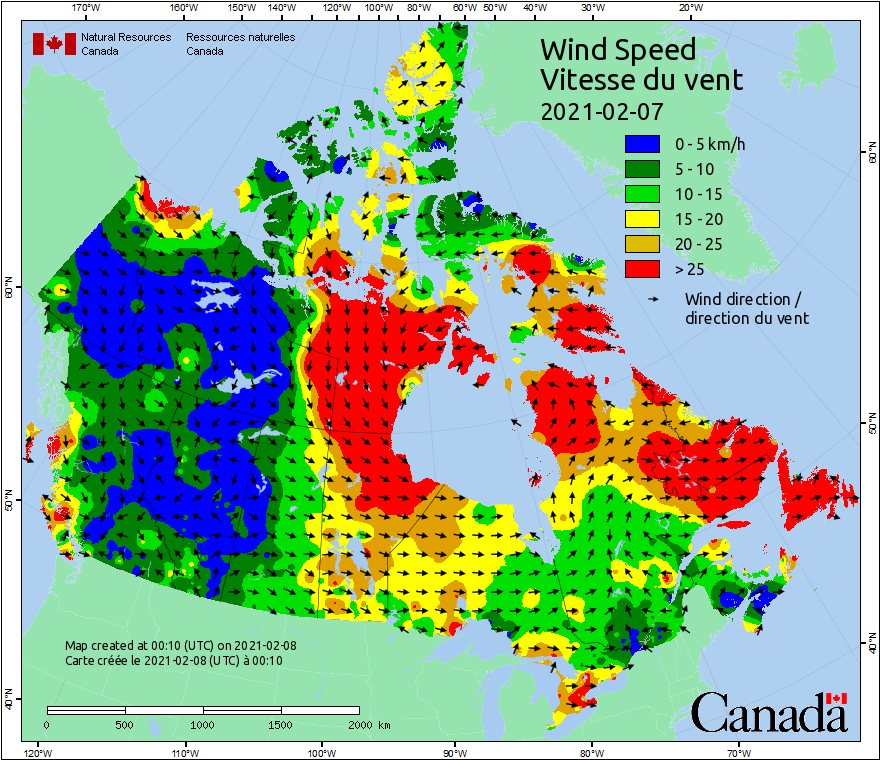 170°W 160°W 150°W 140°W 120°W 100°W 80°W 60°W 50°W 40°W 30°W 20°W
Natural Resources Ressources naturelles
Canada Canada
Wind Speed
Vitesse du vent
2021-02-07
0 - 5 km/h
5 - 10
10 - 15
15 - 20
20 - 25
> 25
Wind direction /
direction du vent
60°N
60°N
50°N
50°N
40°N
40°N
Map created at 00:10 (UTC) on 2021-02-08
Carte créée le 2021-02-08 (UTC) à 00:10
0 500 1000 1500 2000 km
Canada
120°W 110°W 100°W 90°W 80°W 70°W